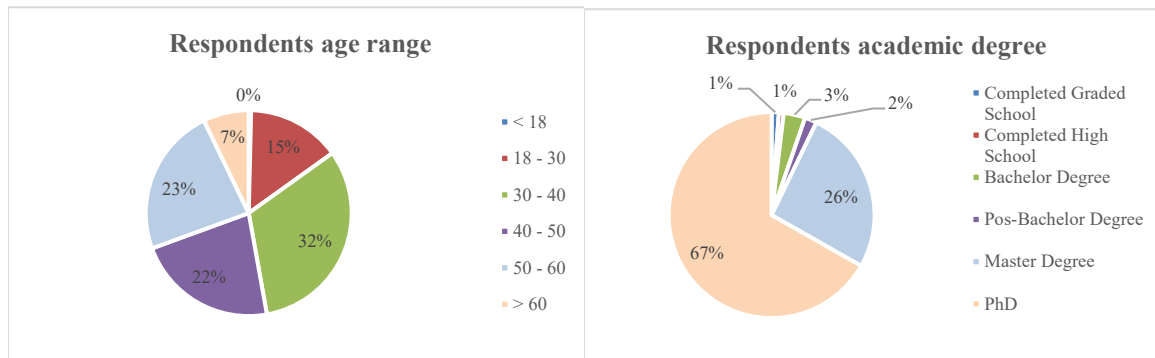 Respondents age range
0%
7%
15%
23%
32%
22%
< 18
18 - 30
30 - 40
40 - 50
50 - 60
> 60
Respondents academic degree
1%
1%
3%
2%
26%
67%
Completed Graded
School
Completed High
School
Bachelor Degree
Pos-Bachelor Degree
Master Degree
PhD